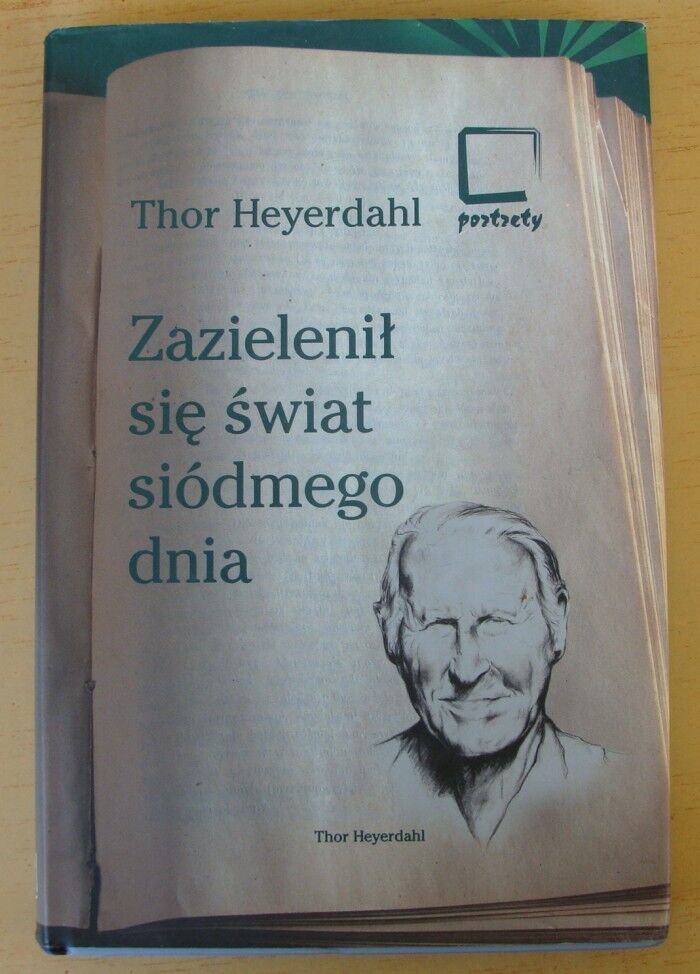 portrety
Thor Heyerdahl
Zazielenił
się świat
siódmego
dnia
Thor Heyerdahl